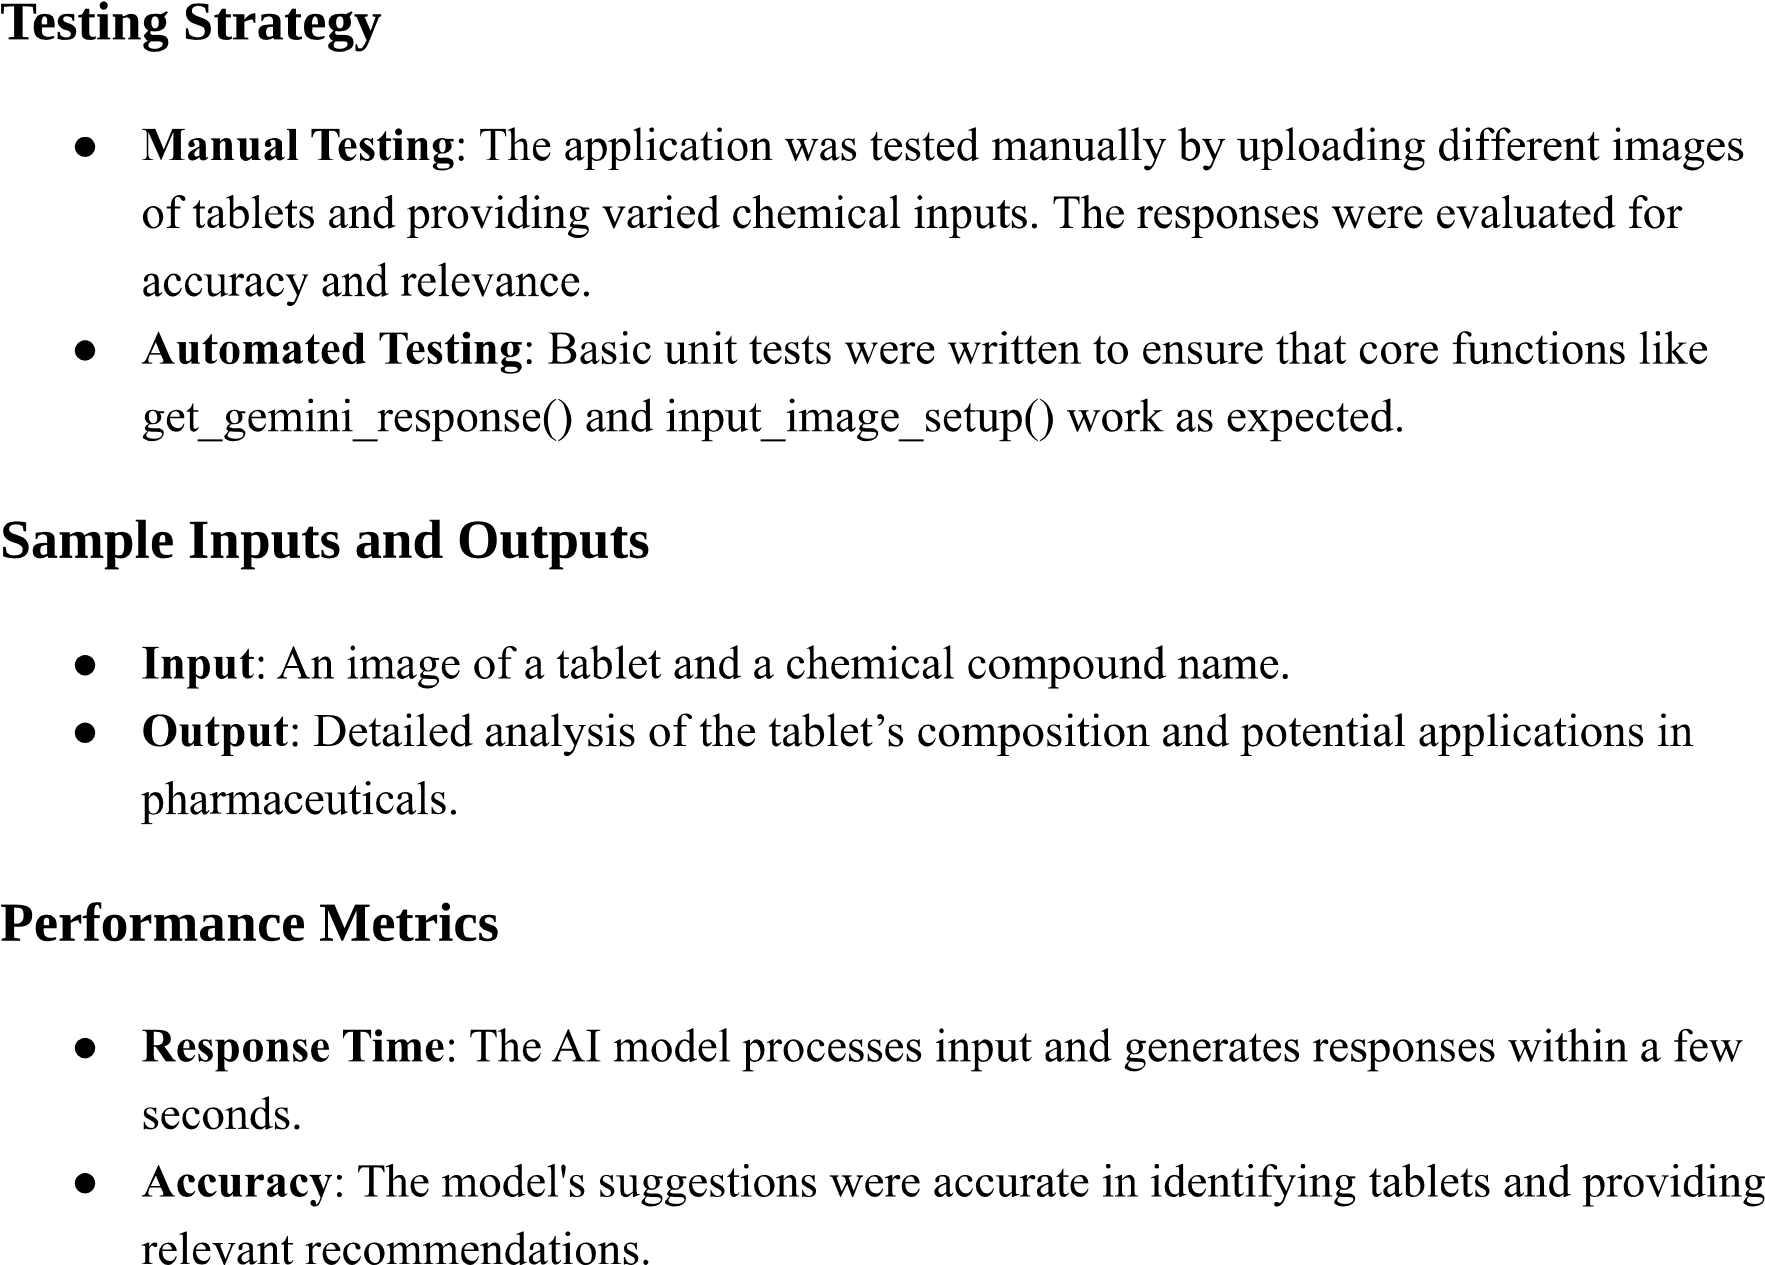 Testing Strategy
● Manual Testing: The application was tested manually by uploading different images
of tablets and providing varied chemical inputs. The responses were evaluated for
accuracy and relevance.
● Automated Testing: Basic unit tests were written to ensure that core functions like
get_gemini_response() and input_image_setup() work as expected.
Sample Inputs and Outputs
● Input: An image of a tablet and a chemical compound name.
● Output: Detailed analysis of the tablet’s composition and potential applications in
pharmaceuticals.
Performance Metrics
● Response Time: The AI model processes input and generates responses within a few
seconds.
● Accuracy: The model's suggestions were accurate in identifying tablets and providing
relevant recommendations.